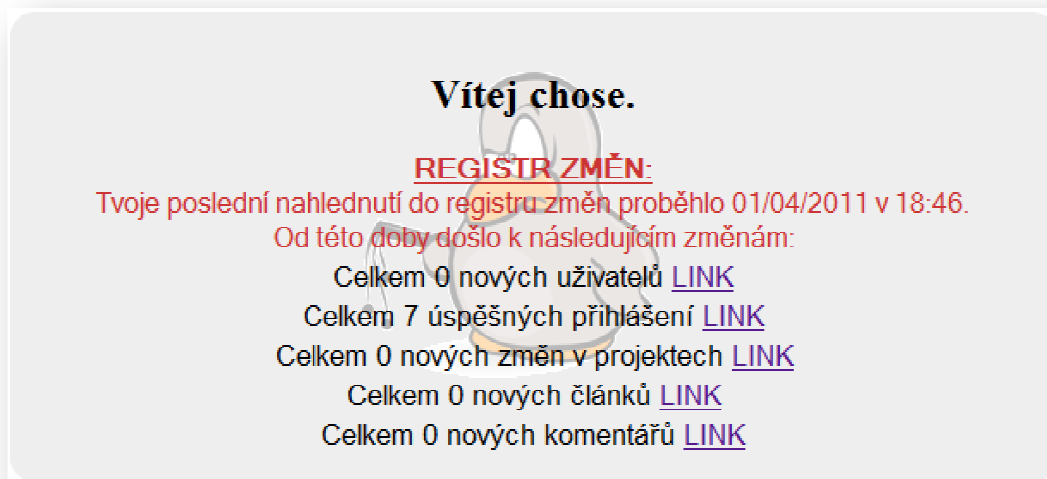 Vítej chose.
REGISTR ZMĚN:
Tvoje poslední nahlednutí do registru změn proběhlo 01/04/2011 v 18:46.
Od této doby došlo k následujícím změnám:
Celkem 0 nových uživatelů LINK
Celkem 7 úspěšných přihlášení LINK
Celkem 0 nových změn v projektech LINK
Celkem 0 nových článků LINK
Celkem 0 nových komentářů LINK